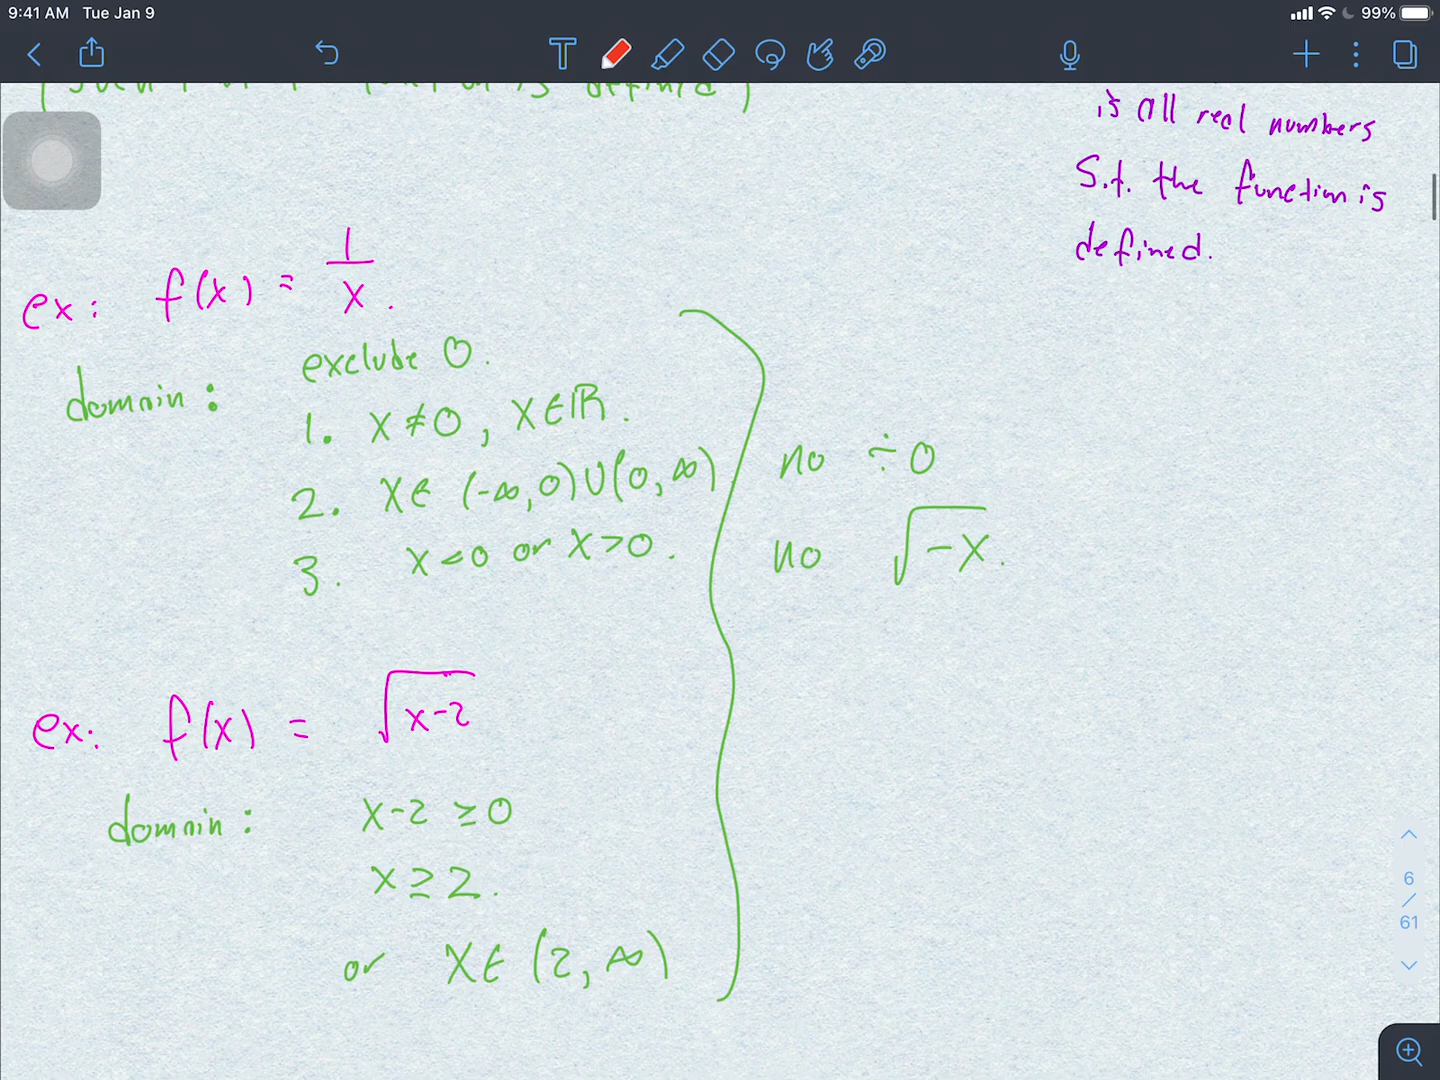 9:41 AM Tue Jan 9
99%
is defined)
is all real numbers
S.t. the function is
defined.
ex: f(x) = 1/x.
domain: exclude 0.
1. x ≠ 0, x ∈ ℝ.
2. x ∈ (-∞, 0) ∪ (0, ∞)
3. x < 0 or x > 0.
no ÷ 0
no √-x.
ex: f(x) = √x-2
domain: x-2 ≥ 0
x ≥ 2.
or x ∈ (2, ∞)
6
/
61